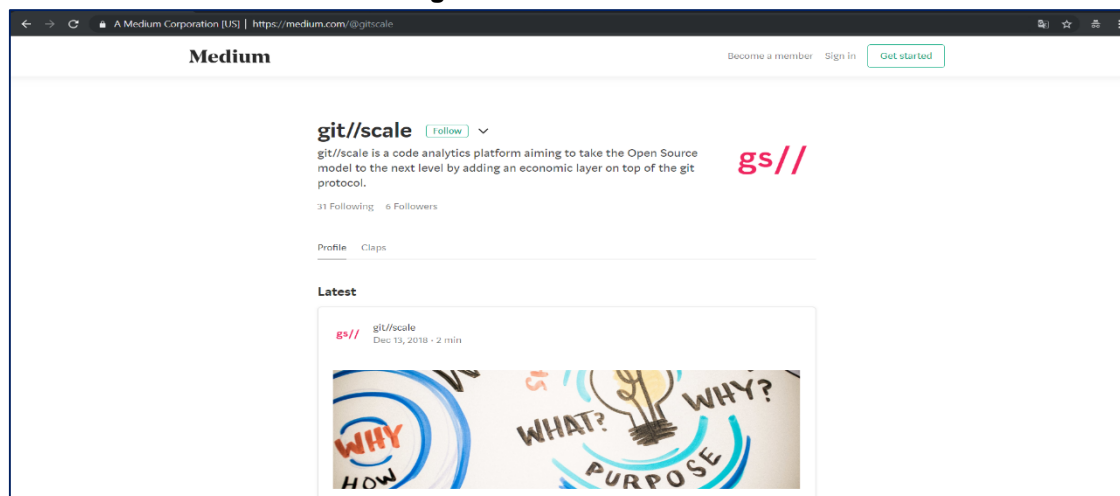 A Medium Corporation [US] | https://medium.com/@gitscale
Medium
Become a member Sign in Get started
git//scale Follow
git//scale is a code analytics platform aiming to take the Open Source
model to the next level by adding an economic layer on top of the git
protocol.
gs//
31 Following 6 Followers
Profile Claps
Latest
gs//
git//scale
Dec 13, 2018 · 2 min
WHY
HOW
WHAT?
WHY?
PURPOSE